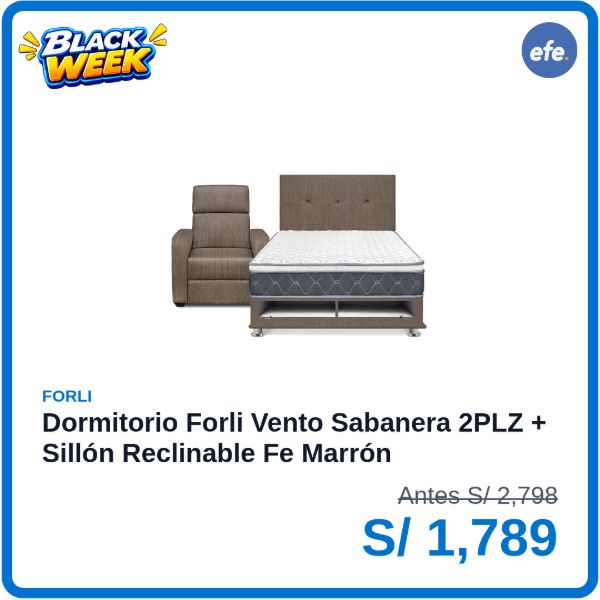 BLACK
WEEK
efe.
FORLI
Dormitorio Forli Vento Sabanera 2PLZ +
Sillón Reclinable Fe Marrón
Antes S/ 2,798
S/ 1,789